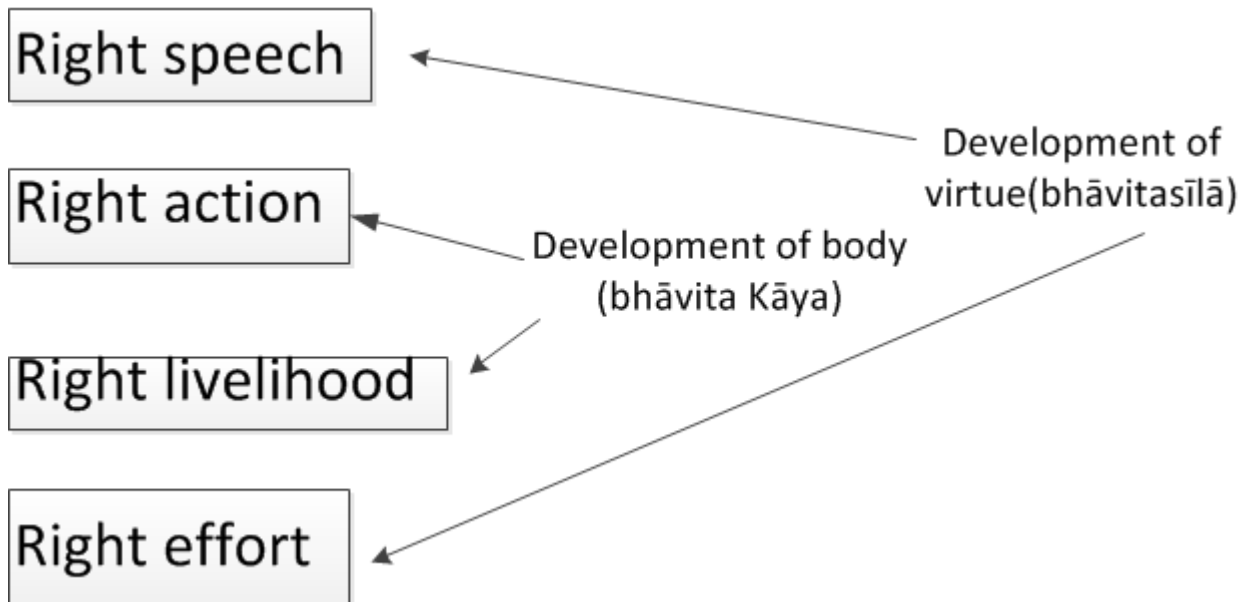 Right speech
Development of
virtue(bhāvitasīlā)
Right action
Development of body
(bhāvita Kāya)
Right livelihood
Right effort